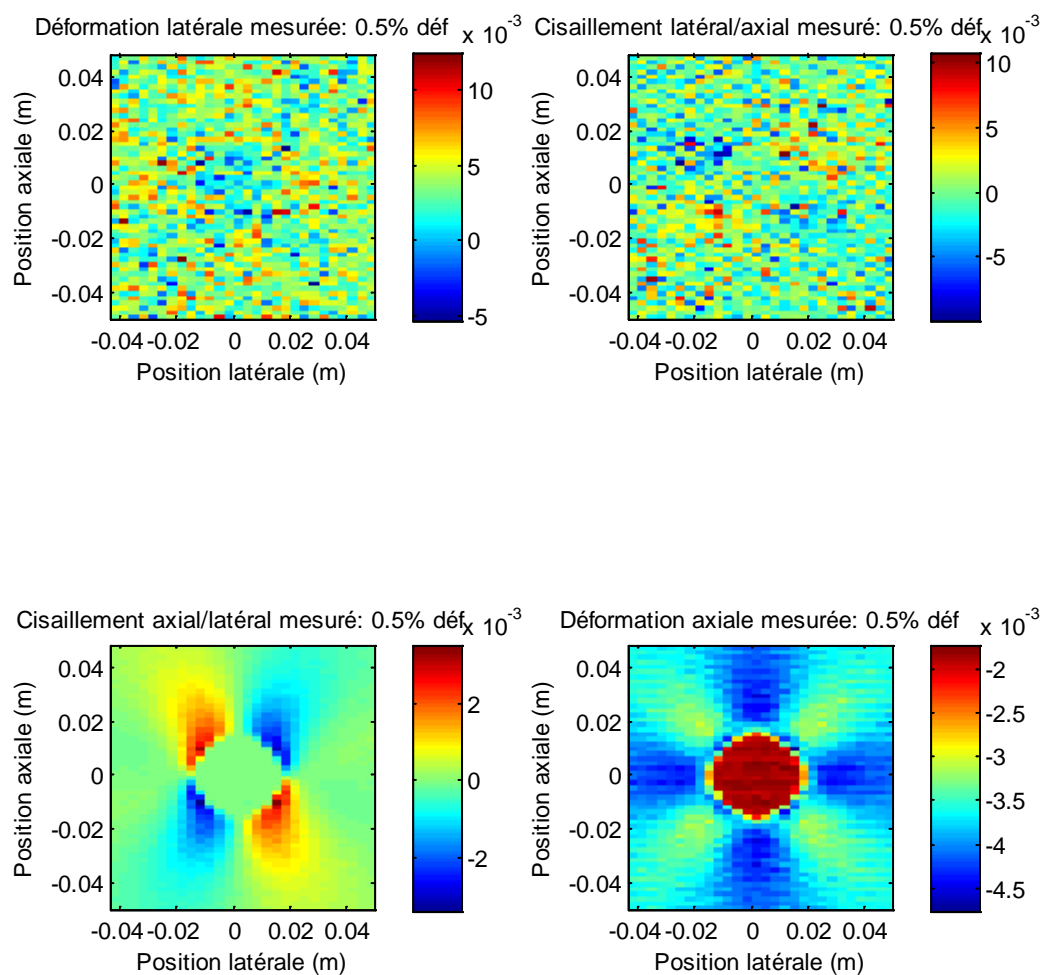 Déformation latérale mesurée: 0.5% déf
x 10-3
Cisaillement latéral/axial mesuré: 0.5% déf
x 10-3
Position axiale (m)
0.04
0.02
0
-0.02
-0.04
-0.04 -0.02 0 0.02 0.04
Position latérale (m)
10
5
0
-5
Position axiale (m)
0.04
0.02
0
-0.02
-0.04
-0.04 -0.02 0 0.02 0.04
Position latérale (m)
10
5
0
-5
Cisaillement axial/latéral mesuré: 0.5% déf
x 10-3
Déformation axiale mesurée: 0.5% déf
x 10-3
Position axiale (m)
0.04
0.02
0
-0.02
-0.04
-0.04 -0.02 0 0.02 0.04
Position latérale (m)
2
0
-2
Position axiale (m)
0.04
0.02
0
-0.02
-0.04
-0.04 -0.02 0 0.02 0.04
Position latérale (m)
-2
-2.5
-3
-3.5
-4
-4.5